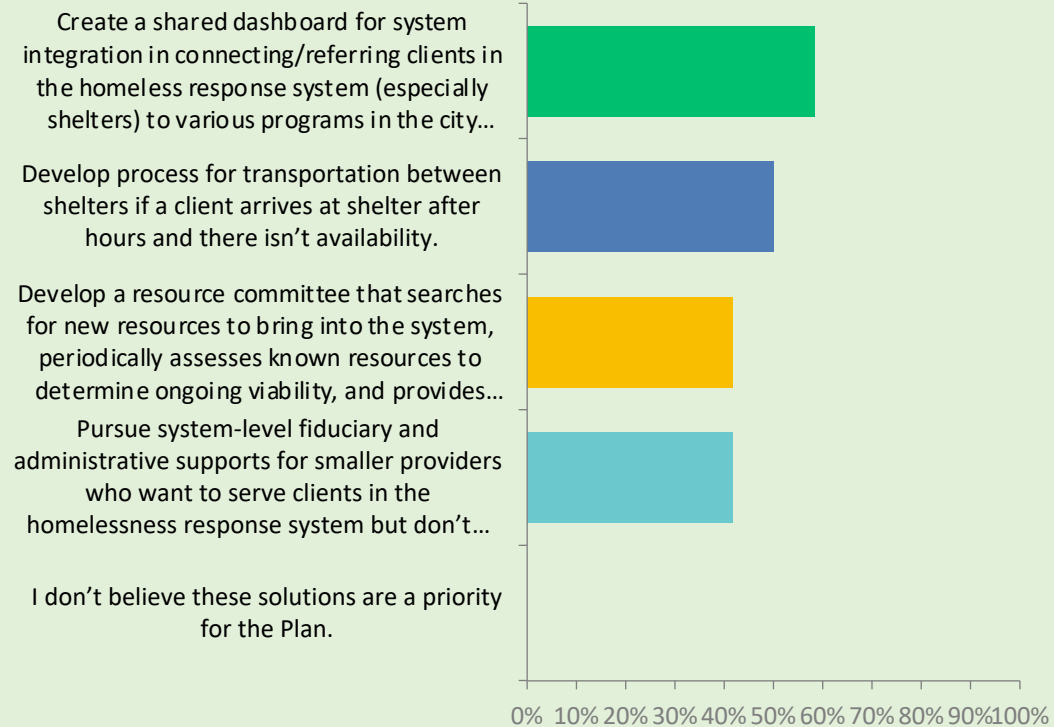 Create a shared dashboard for system
integration in connecting/referring clients in
the homeless response system (especially
shelters) to various programs in the city...
Develop process for transportation between
shelters if a client arrives at shelter after
hours and there isn’t availability.
Develop a resource committee that searches
for new resources to bring into the system,
periodically assesses known resources to
determine ongoing viability, and provides...
Pursue system-level fiduciary and
administrative supports for smaller providers
who want to serve clients in the
homelessness response system but don’t...
I don’t believe these solutions are a priority
for the Plan.
0% 10% 20% 30% 40% 50% 60% 70% 80% 90% 100%